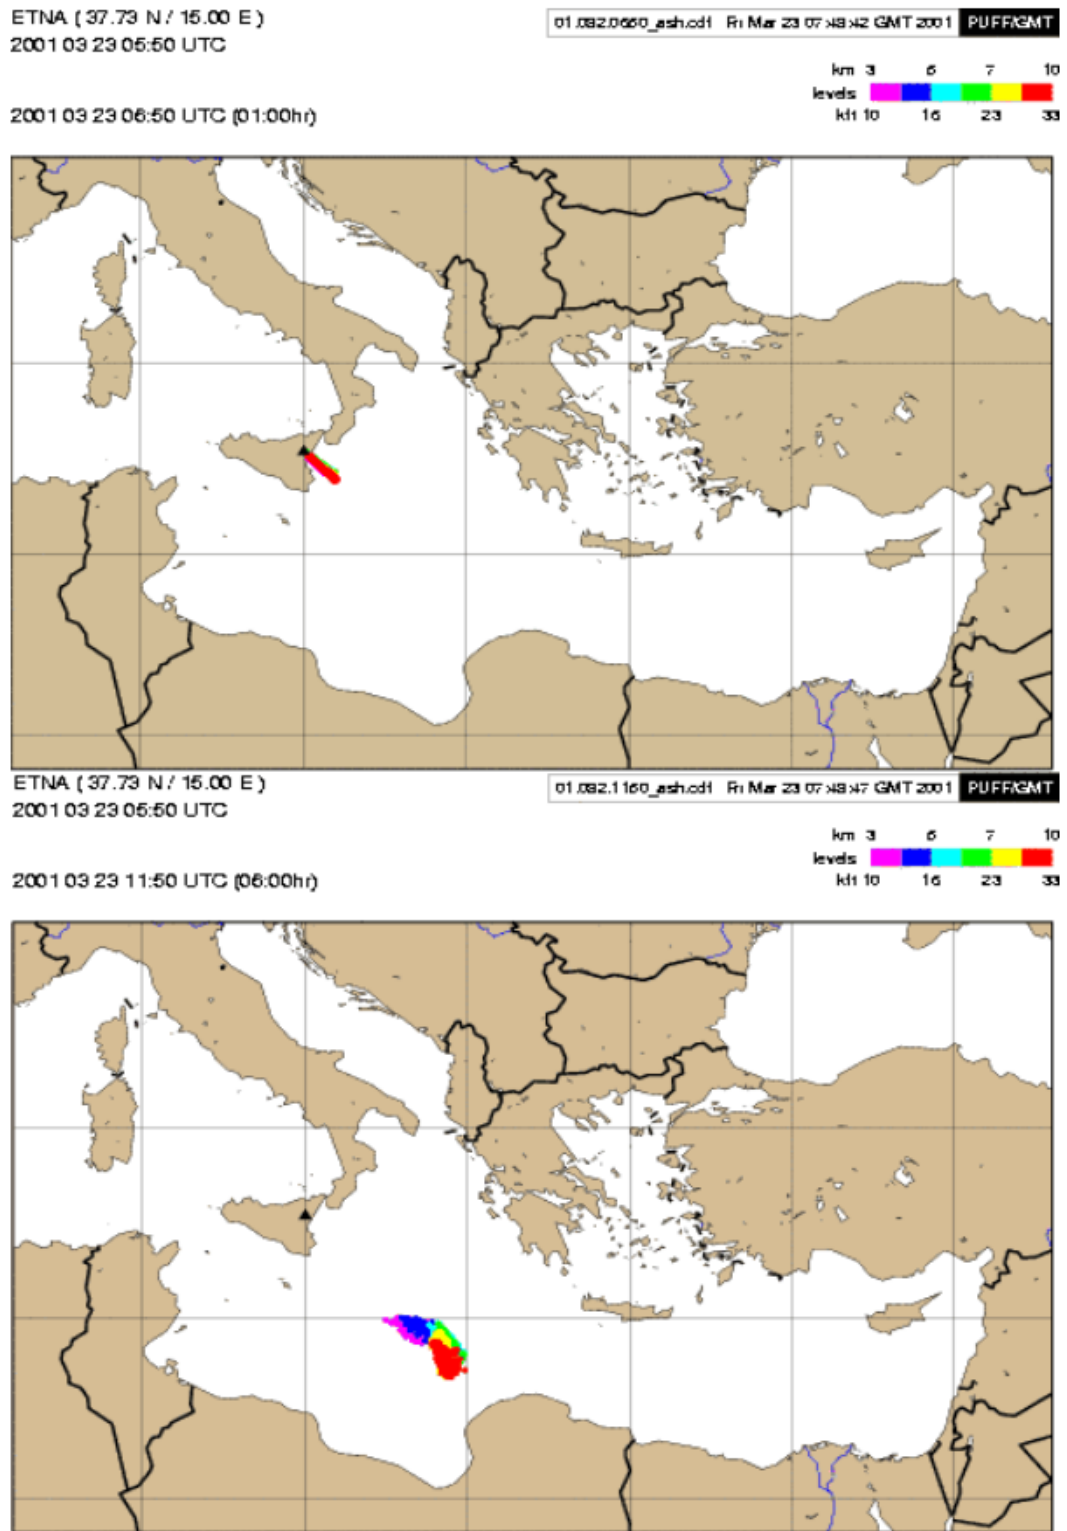 ETNA ( 37.73 N / 15.00 E )
2001 03 23 05:50 UTC
01.082.0650_ash.cdf Fri Mar 23 07:48:42 GMT 2001 PUFF/GMT
km 3 5 7 10
levels
kft 10 16 23 33
2001 03 23 06:50 UTC (01:00hr)
ETNA ( 37.73 N / 15.00 E )
2001 03 23 05:50 UTC
01.082.1150_ash.cdf Fri Mar 23 07:48:47 GMT 2001 PUFF/GMT
km 3 5 7 10
levels
kft 10 16 23 33
2001 03 23 11:50 UTC (06:00hr)